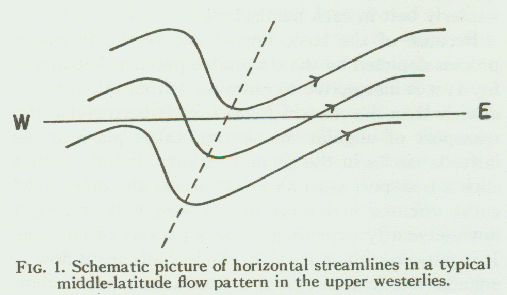 W E
FIG. 1. Schematic picture of horizontal streamlines in a typical
middle-latitude flow pattern in the upper westerlies.